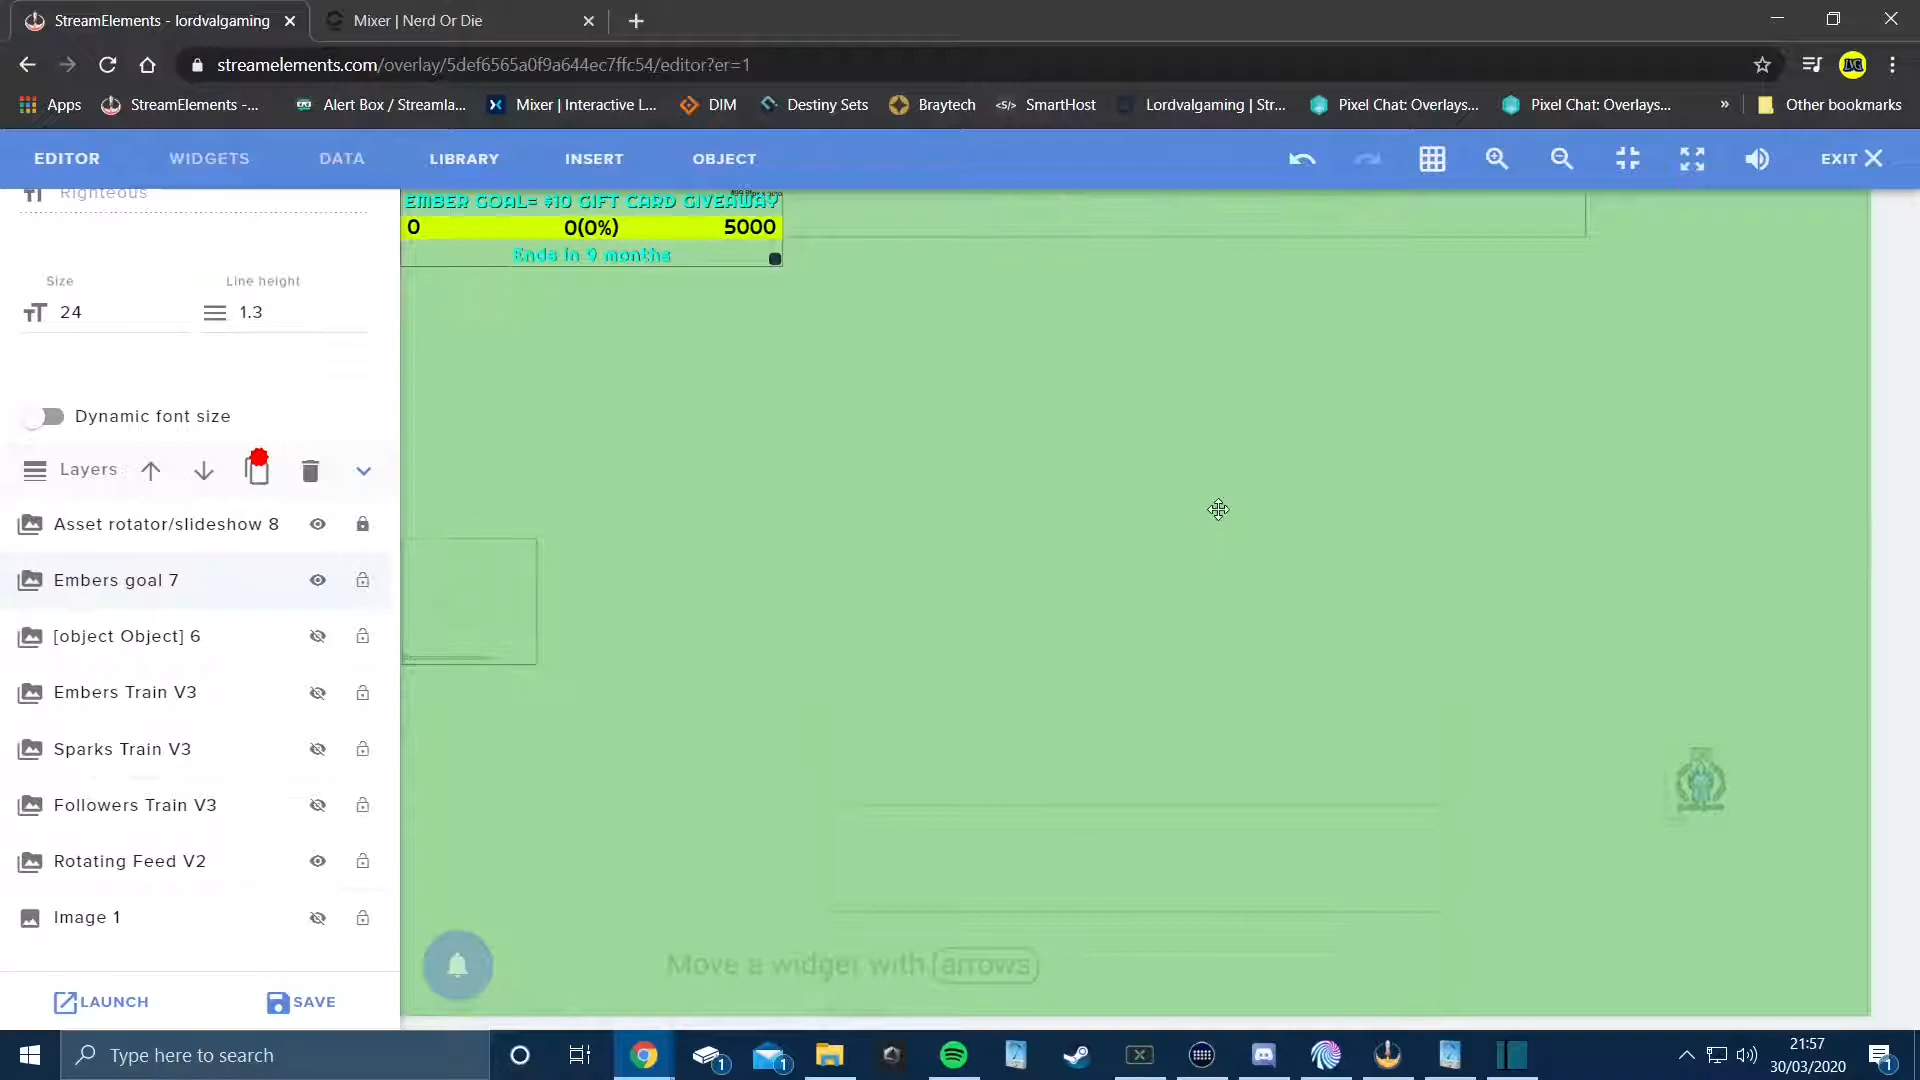 StreamElements - lordvalgaming
Mixer | Nerd Or Die
streamelements.com/overlay/5def6565a0f9a644ec7ffc54/editor?er=1
Apps
StreamElements -...
Alert Box / Streamla...
Mixer | Interactive L...
DIM
Destiny Sets
Braytech
SmartHost
Lordvalgaming | Str...
Pixel Chat: Overlays...
Pixel Chat: Overlays...
»
Other bookmarks
EDITOR
WIDGETS
DATA
LIBRARY
INSERT
OBJECT
EXIT
Righteous
EMBER GOAL= $10 GIFT CARD GIVEAWAY
0
0(0%)
5000
Ends in 9 months
Size
Line height
24
1.3
Dynamic font size
Layers
Asset rotator/slideshow 8
Embers goal 7
[object Object] 6
Embers Train V3
Sparks Train V3
Followers Train V3
Rotating Feed V2
Image 1
Move a widget with (arrows)
LAUNCH
SAVE
Type here to search
1
1
21:57
30/03/2020
1